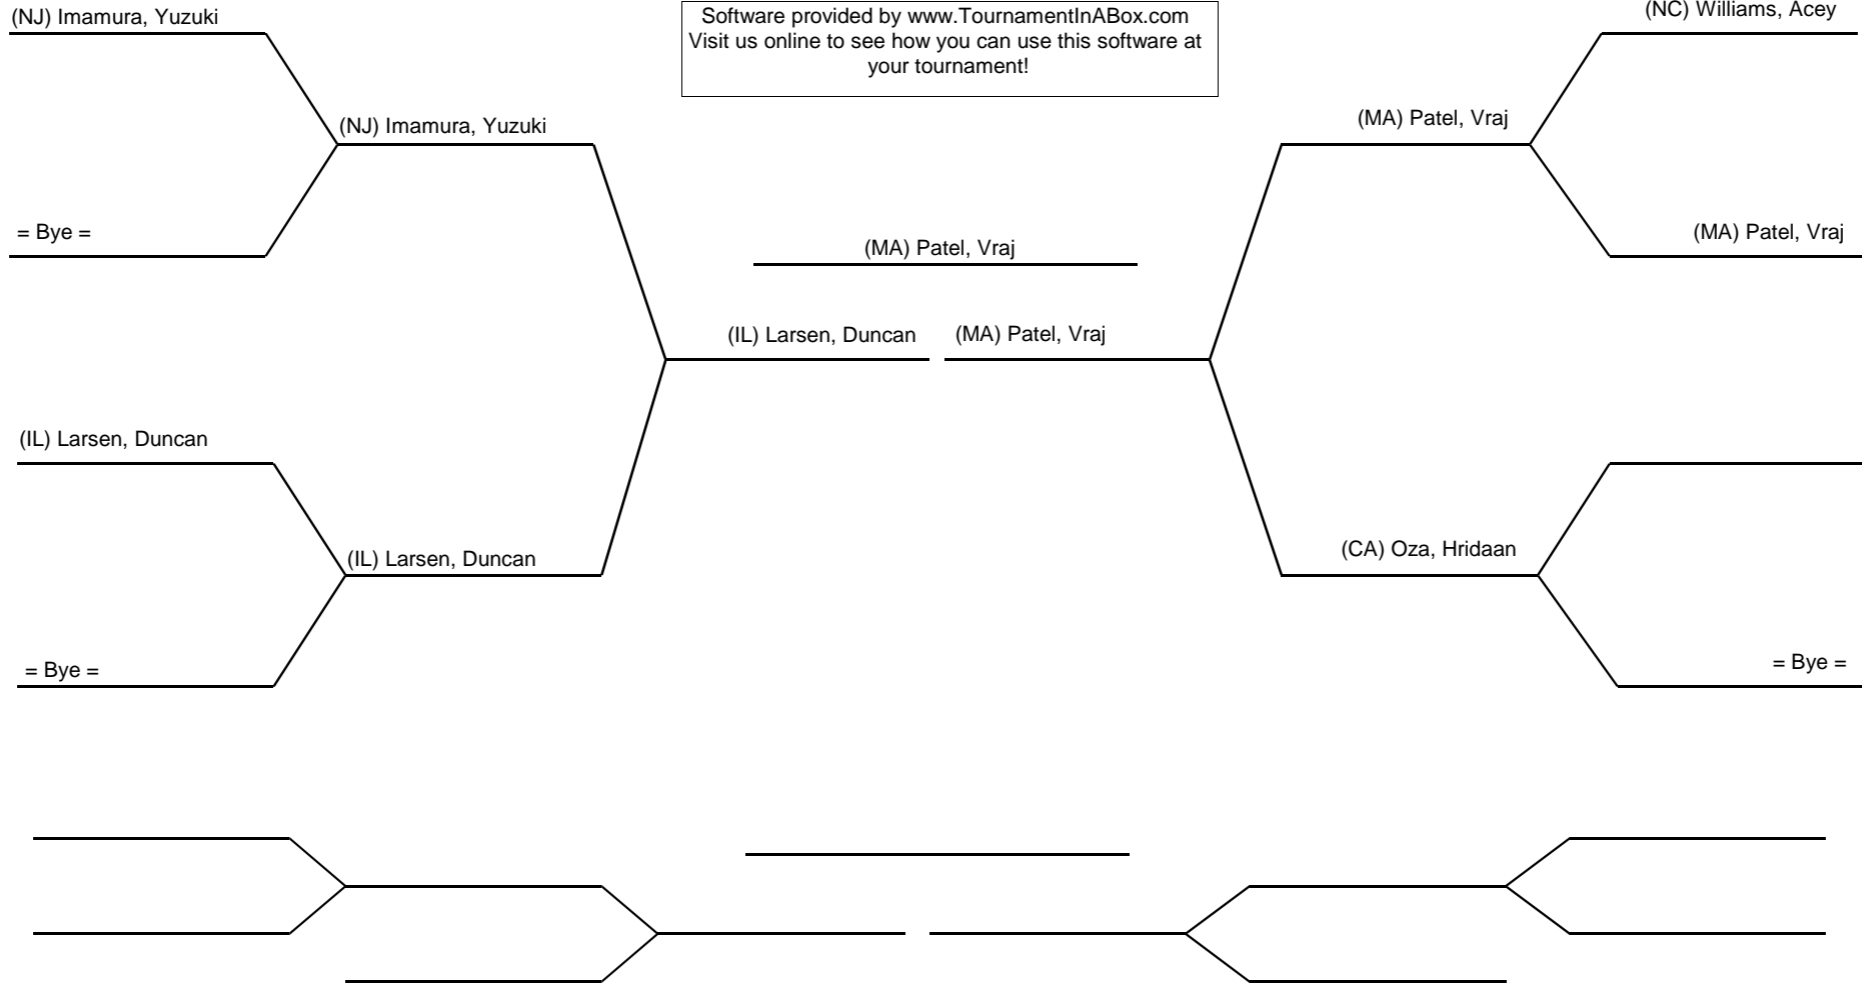 (NJ) Imamura, Yuzuki
Software provided by www.TournamentInABox.com
Visit us online to see how you can use this software at
your tournament!
(NC) Williams, Acey
(NJ) Imamura, Yuzuki
(MA) Patel, Vraj
= Bye =
(MA) Patel, Vraj
(MA) Patel, Vraj
(IL) Larsen, Duncan
(MA) Patel, Vraj
(IL) Larsen, Duncan
(IL) Larsen, Duncan
(CA) Oza, Hridaan
= Bye =
= Bye =